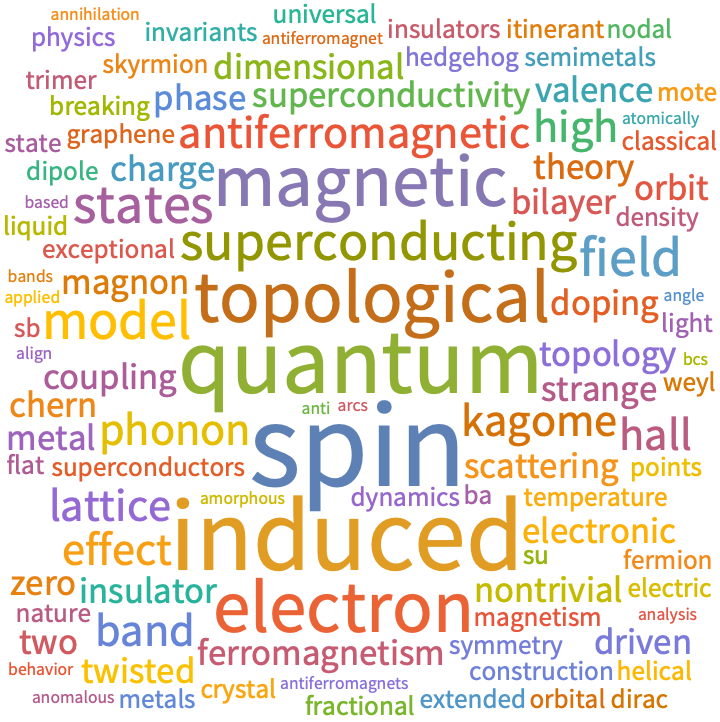 annihilation
universal
physics invariants antiferromagnet insulators itinerant nodal
skyrmion dimensional hedgehog semimetals
trimer breaking phase superconductivity valence mote
state graphene antiferromagnetic high atomically classical
dipole charge magnetic theory orbit
based states bilayer density
liquid exceptional superconducting field
bands magnon topological doping angle
applied sb model light
align coupling quantum topology bcs
chern anti arcs strange weyl
metal phonon spin kagome hall
flat superconductors scattering points
lattice amorphous dynamics ba temperature
effect induced electronic
su fermion
zero insulator electron nontrivial electric
nature magnetism analysis
two band ferromagnetism symmetry driven
behavior twisted construction helical
anomalous metals crystal antiferromagnets fractional extended orbital dirac